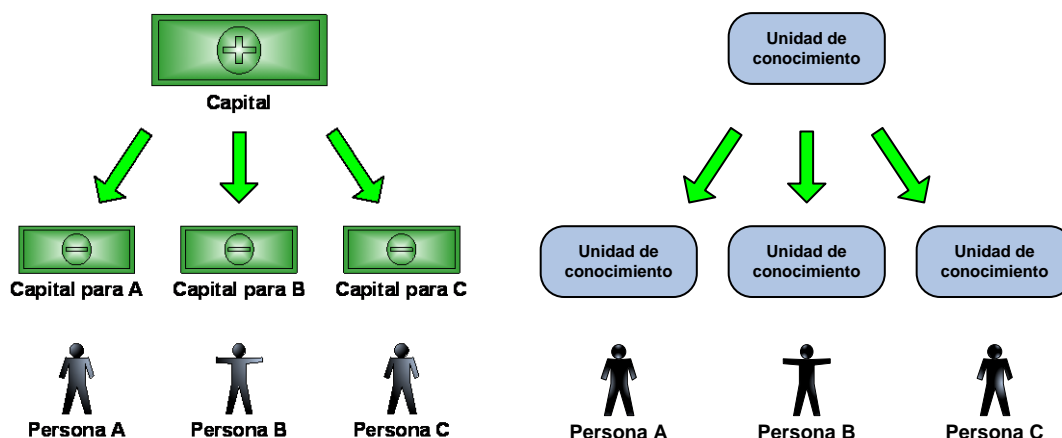 Capital
Capital para A
Capital para B
Capital para C
Persona A
Persona B
Persona C
Unidad de
conocimiento
Unidad de
conocimiento
Unidad de
conocimiento
Unidad de
conocimiento
Persona A
Persona B
Persona C